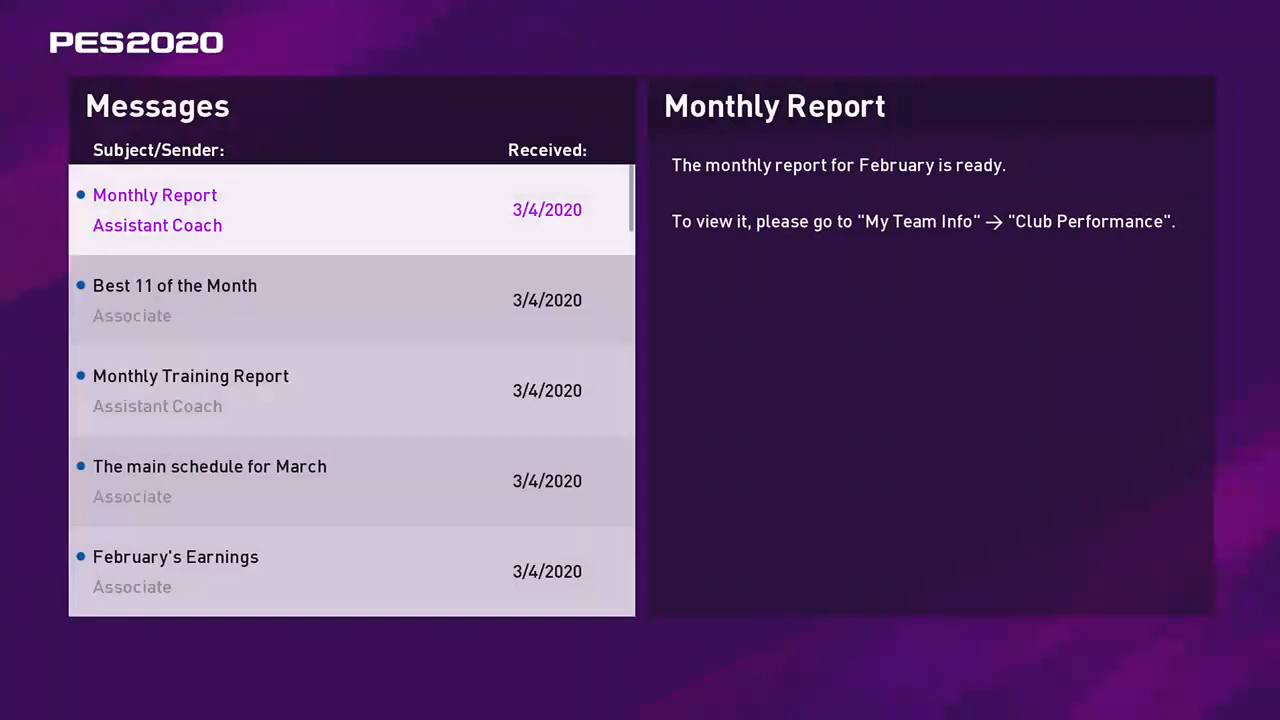 PES2020
Messages
Subject/Sender: Received:
Monthly Report
Assistant Coach
3/4/2020
Best 11 of the Month
Associate
3/4/2020
Monthly Training Report
Assistant Coach
3/4/2020
The main schedule for March
Associate
3/4/2020
February's Earnings
Associate
3/4/2020
Monthly Report
The monthly report for February is ready.
To view it, please go to "My Team Info" → "Club Performance".